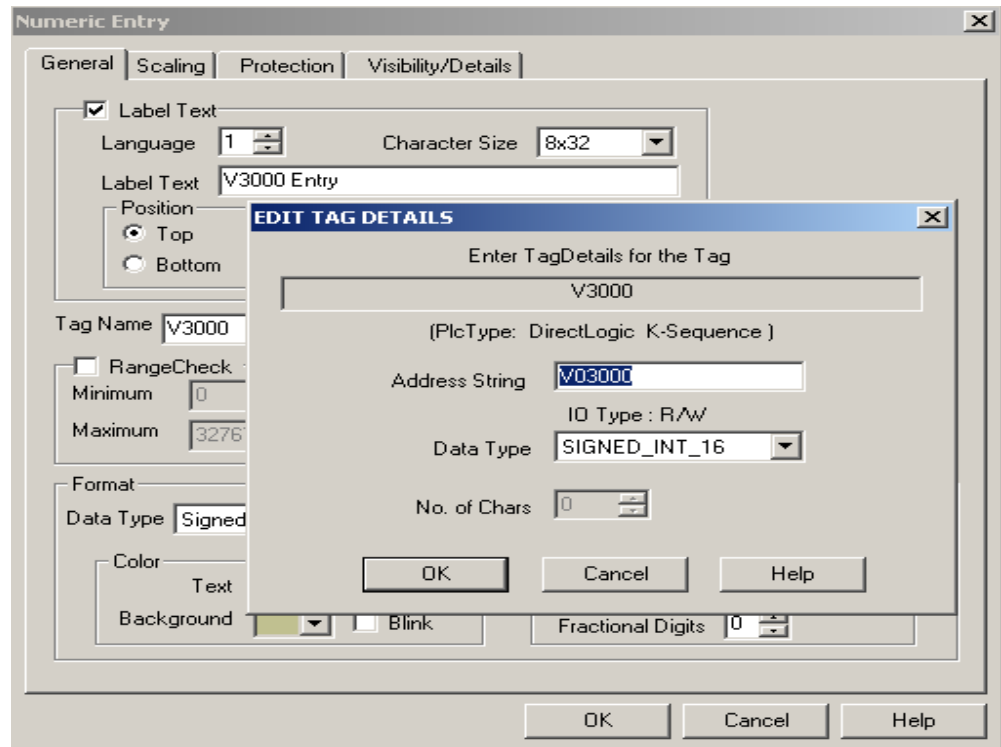 Numeric Entry
General Scaling Protection Visibility/Details
Label Text
Language 1 Character Size 8x32
Label Text V3000 Entry
Position
Top
Bottom
EDIT TAG DETAILS
Enter TagDetails for the Tag
V3000
(PlcType: DirectLogic K-Sequence )
Address String V03000
IO Type : R/W
Data Type SIGNED_INT_16
No. of Chars 0
OK Cancel Help
Tag Name V3000
RangeCheck
Minimum 0
Maximum 3276
Format
Data Type Signed
Color
Text
Background Blink
Fractional Digits 0
OK Cancel Help